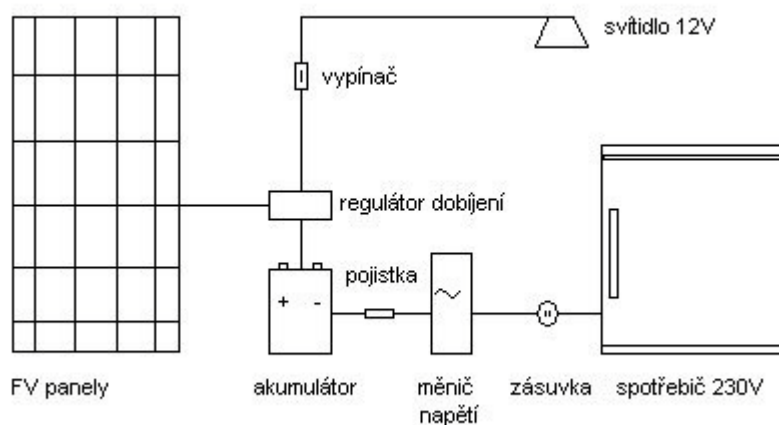 svítidlo 12V
vypínač
regulátor dobíjení
pojistka
+ -
FV panely
akumulátor
měnič
napětí
zásuvka
spotřebič 230V